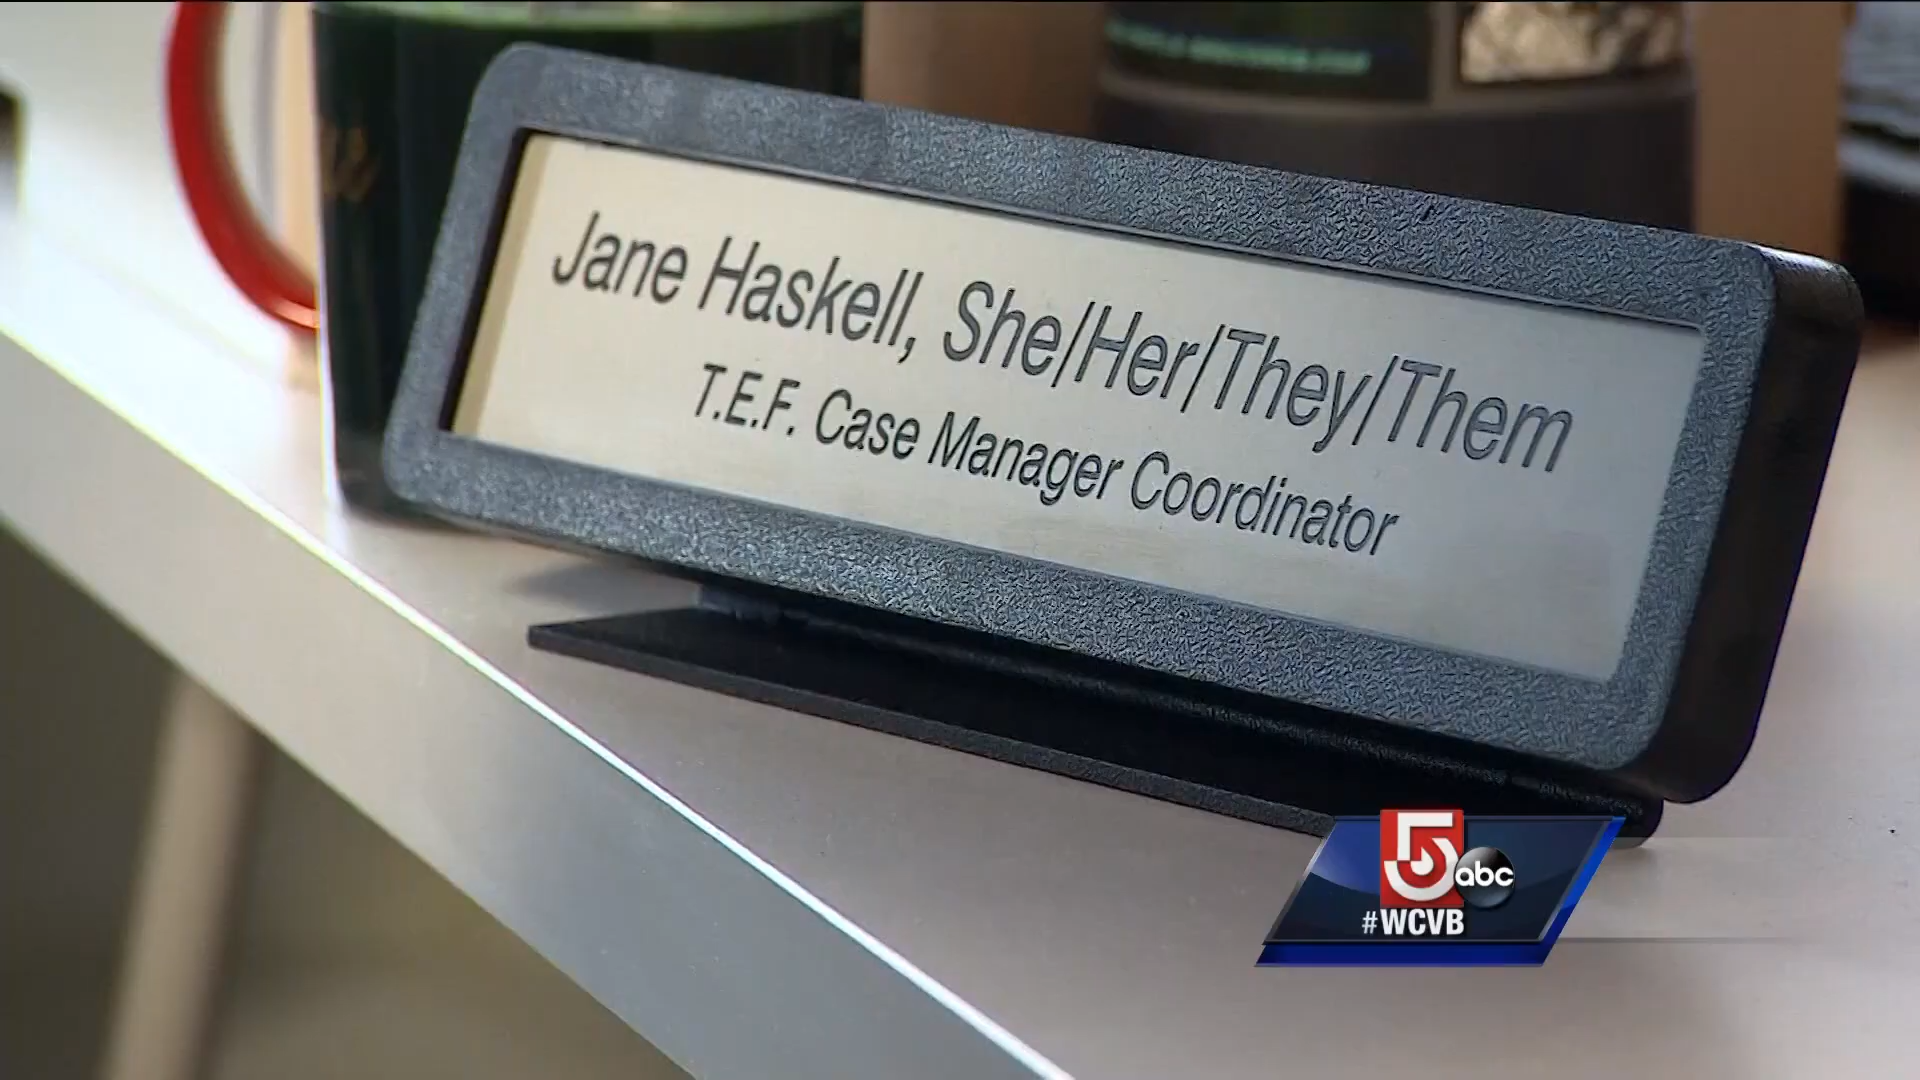 Jane Haskell, She/Her/They/Them
T.E.F. Case Manager Coordinator
5 abc
#WCVB